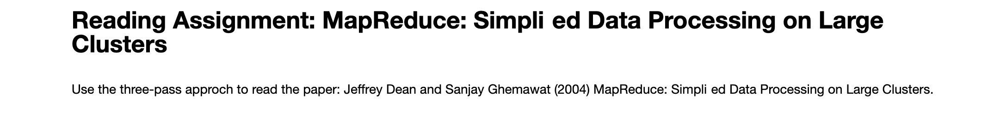 Reading Assignment: MapReduce: Simpli ed Data Processing on Large
Clusters
Use the three-pass approch to read the paper: Jeffrey Dean and Sanjay Ghemawat (2004) MapReduce: Simpli ed Data Processing on Large Clusters.